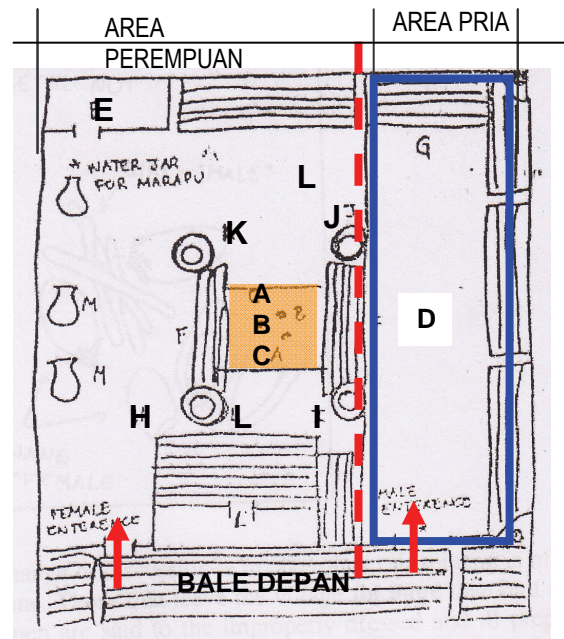 AREA PEREMPUAN
AREA PRIA
E
* WATER JAR
FOR MARAPU
G
L
K
J J
A
B B
C A
D
F
M
M
H
L
I
L
FEMALE
ENTERENCE
MALE
ENTERENCE
BALE DEPAN